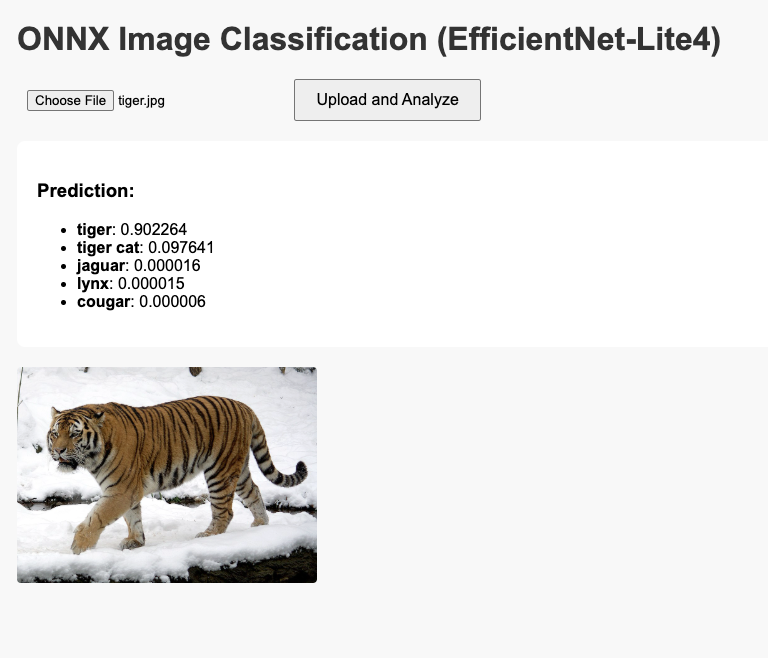 ONNX Image Classification (EfficientNet-Lite4)
Choose File tiger.jpg
Upload and Analyze
Prediction:
• tiger: 0.902264
• tiger cat: 0.097641
• jaguar: 0.000016
• lynx: 0.000015
• cougar: 0.000006